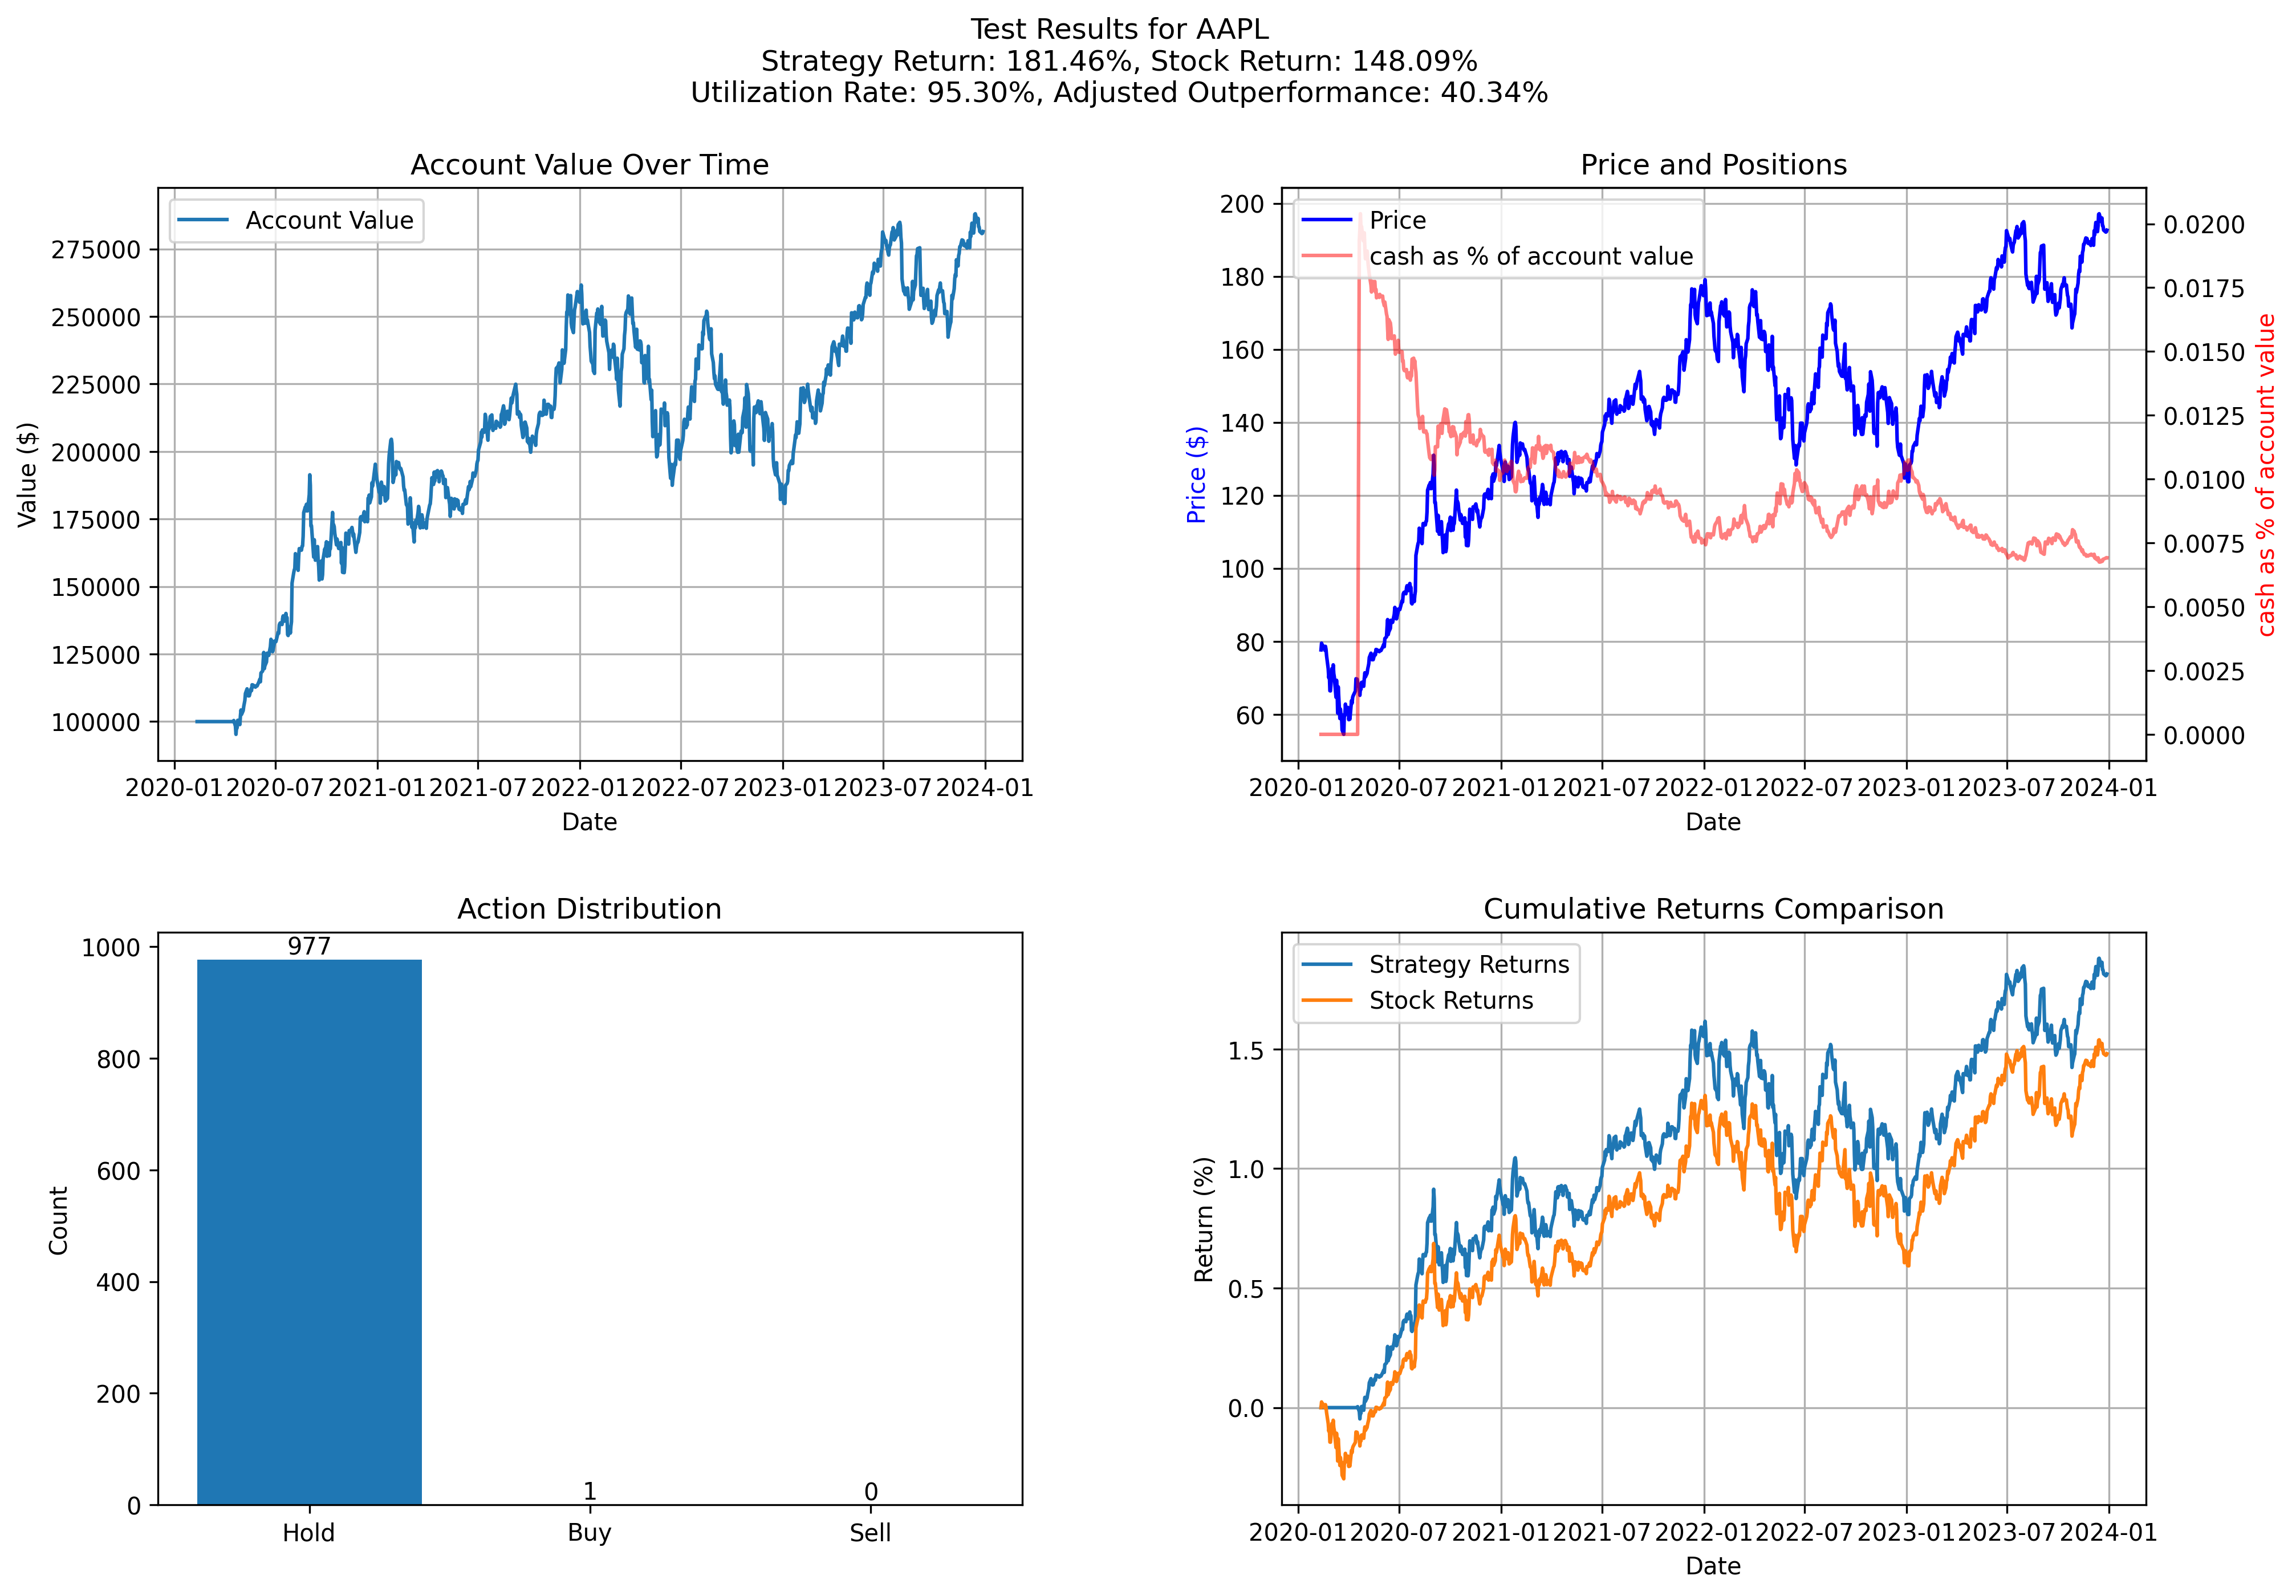 Test Results for AAPL
Strategy Return: 181.46%, Stock Return: 148.09%
Utilization Rate: 95.30%, Adjusted Outperformance: 40.34%
Account Value Over Time
Account Value
275000
250000
225000
200000
175000
150000
125000
100000
Value ($)
2020-01 2020-07 2021-01 2021-07 2022-01 2022-07 2023-01 2023-07 2024-01
Date
Price and Positions
Price
cash as % of account value
200
180
160
140
120
100
80
60
Price ($)
0.0200
0.0175
0.0150
0.0125
0.0100
0.0075
0.0050
0.0025
0.0000
cash as % of account value
2020-01 2020-07 2021-01 2021-07 2022-01 2022-07 2023-01 2023-07 2024-01
Date
Action Distribution
1000
800
600
400
200
0
Count
977
1
0
Hold Buy Sell
Cumulative Returns Comparison
Strategy Returns
Stock Returns
1.5
1.0
0.5
0.0
Return (%)
2020-01 2020-07 2021-01 2021-07 2022-01 2022-07 2023-01 2023-07 2024-01
Date